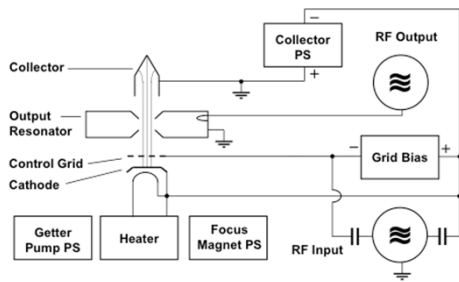 Collector
Output
Resonator
Control Grid
Cathode
Getter
Pump PS
Heater
Focus
Magnet PS
−
Collector
PS
+
RF Output
− Grid Bias +
RF Input